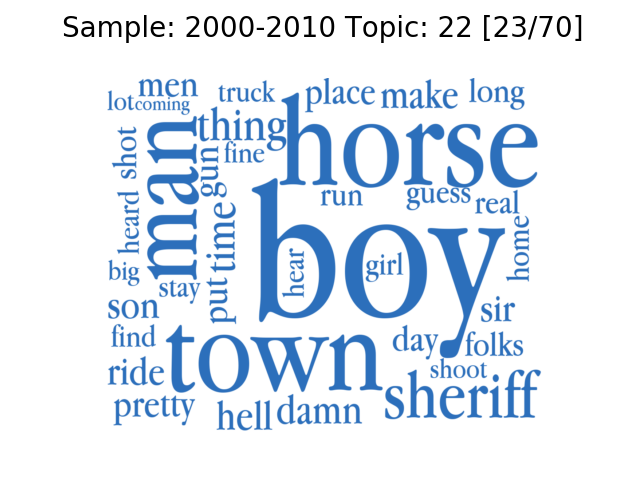 Sample: 2000-2010 Topic: 22 [23/70]
men
truck
place
make
long
lot
coming
thing
horse
shot
man
gun
fine
run
guess
real
heard
time
boy
hear
girl
home
big
stay
put
son
sir
find
town
day
folks
ride
shoot
pretty
hell
damn
sheriff